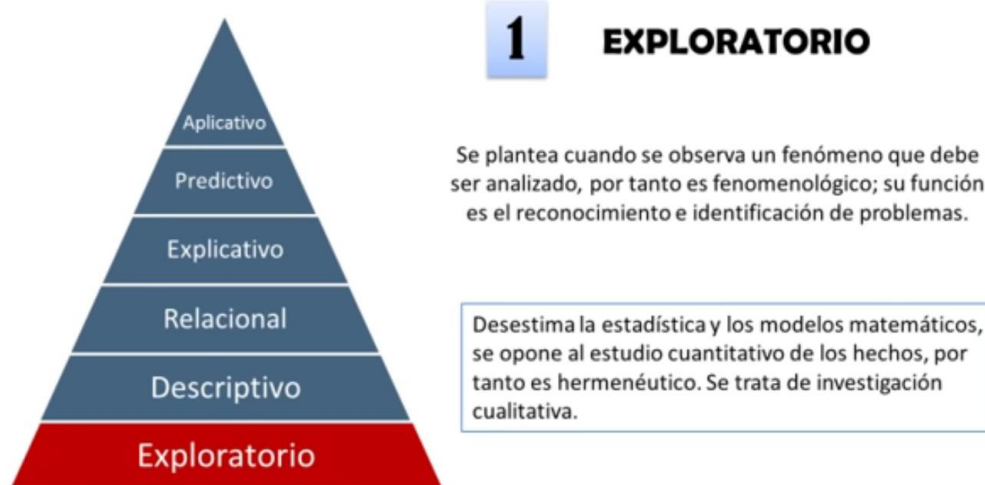 1
EXPLORATORIO
Aplicativo
Predictivo
Explicativo
Relacional
Descriptivo
Exploratorio
Se plantea cuando se observa un fenómeno que debe
ser analizado, por tanto es fenomenológico; su función
es el reconocimiento e identificación de problemas.
Desestima la estadística y los modelos matemáticos,
se opone al estudio cuantitativo de los hechos, por
tanto es hermenéutico. Se trata de investigación
cualitativa.